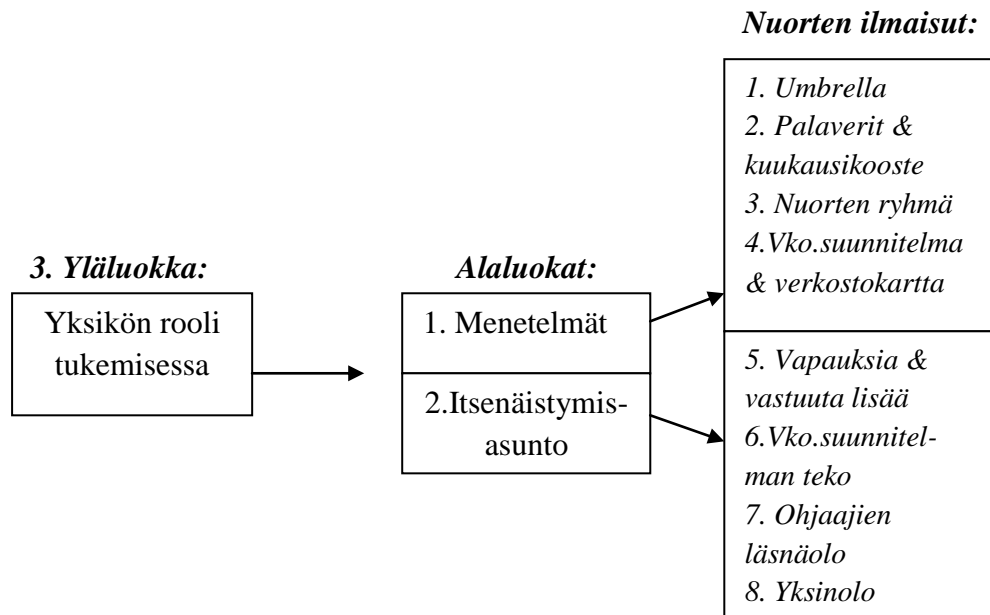 Nuorten ilmaisut:
1. Umbrella
2. Palaverit &
kuukausikooste
3. Nuorten ryhmä
4.Vko.suunnitelma
& verkostokartta
3. Yläluokka:
Yksikön rooli
tukemisessa
Alaluokat:
1. Menetelmät
2.Itsenäistymis-
asunto
5. Vapauksia &
vastuuta lisää
6.Vko.suunnitel-
man teko
7. Ohjaajien
läsnäolo
8. Yksinolo